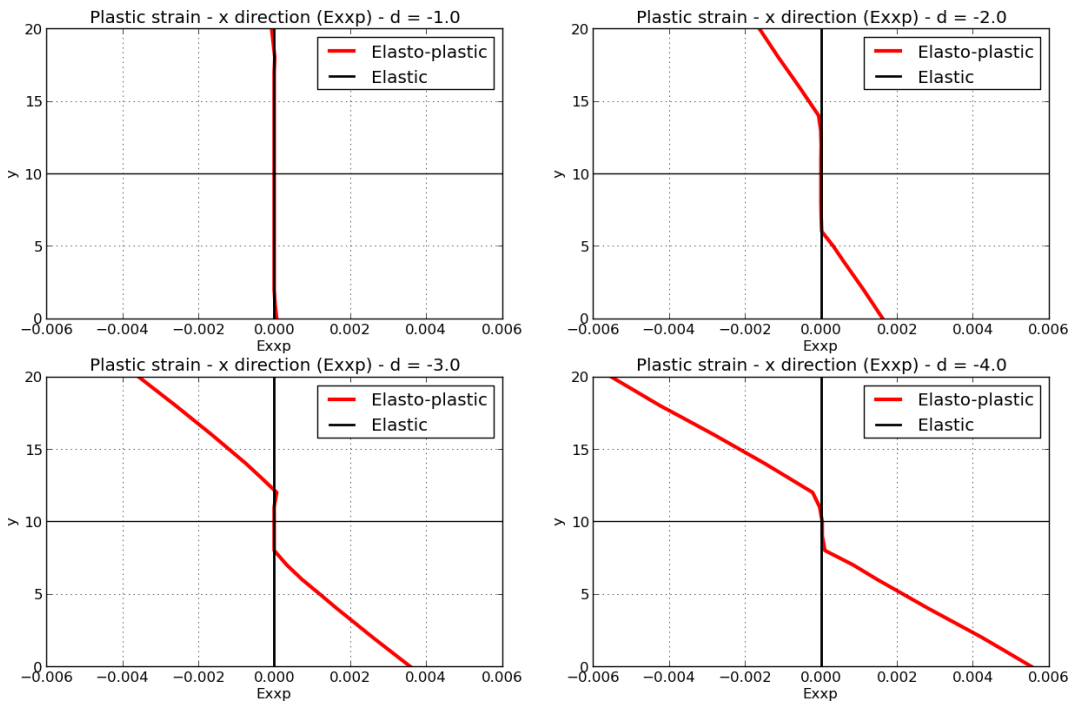 Plastic strain - x direction (Exxp) - d = -1.0
20
15
10
5
0
y
Elasto-plastic
Elastic
−0.006 −0.004 −0.002 0.000 0.002 0.004 0.006
Exxp
Plastic strain - x direction (Exxp) - d = -2.0
20
15
10
5
0
y
Elasto-plastic
Elastic
−0.006 −0.004 −0.002 0.000 0.002 0.004 0.006
Exxp
Plastic strain - x direction (Exxp) - d = -3.0
20
15
10
5
0
y
Elasto-plastic
Elastic
−0.006 −0.004 −0.002 0.000 0.002 0.004 0.006
Exxp
Plastic strain - x direction (Exxp) - d = -4.0
20
15
10
5
0
y
Elasto-plastic
Elastic
−0.006 −0.004 −0.002 0.000 0.002 0.004 0.006
Exxp